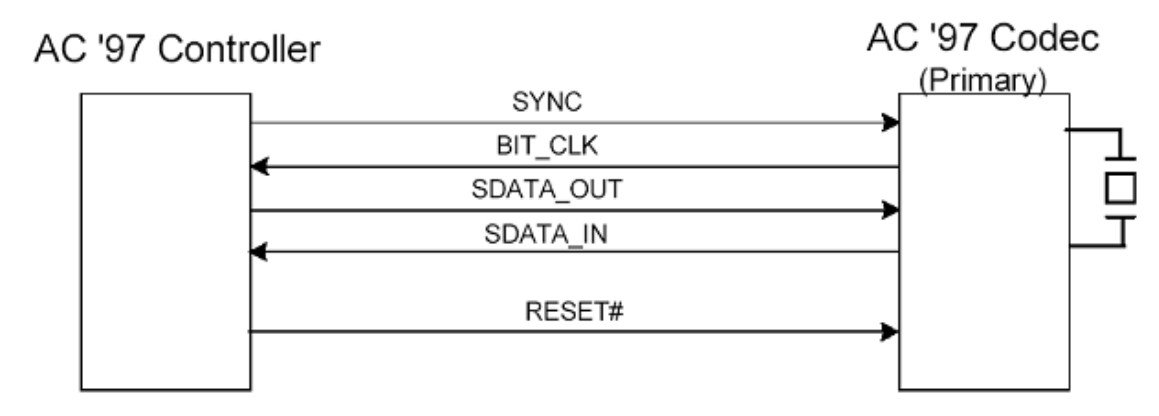 AC '97 Controller
AC '97 Codec
(Primary)
SYNC
BIT_CLK
SDATA_OUT
SDATA_IN
RESET#